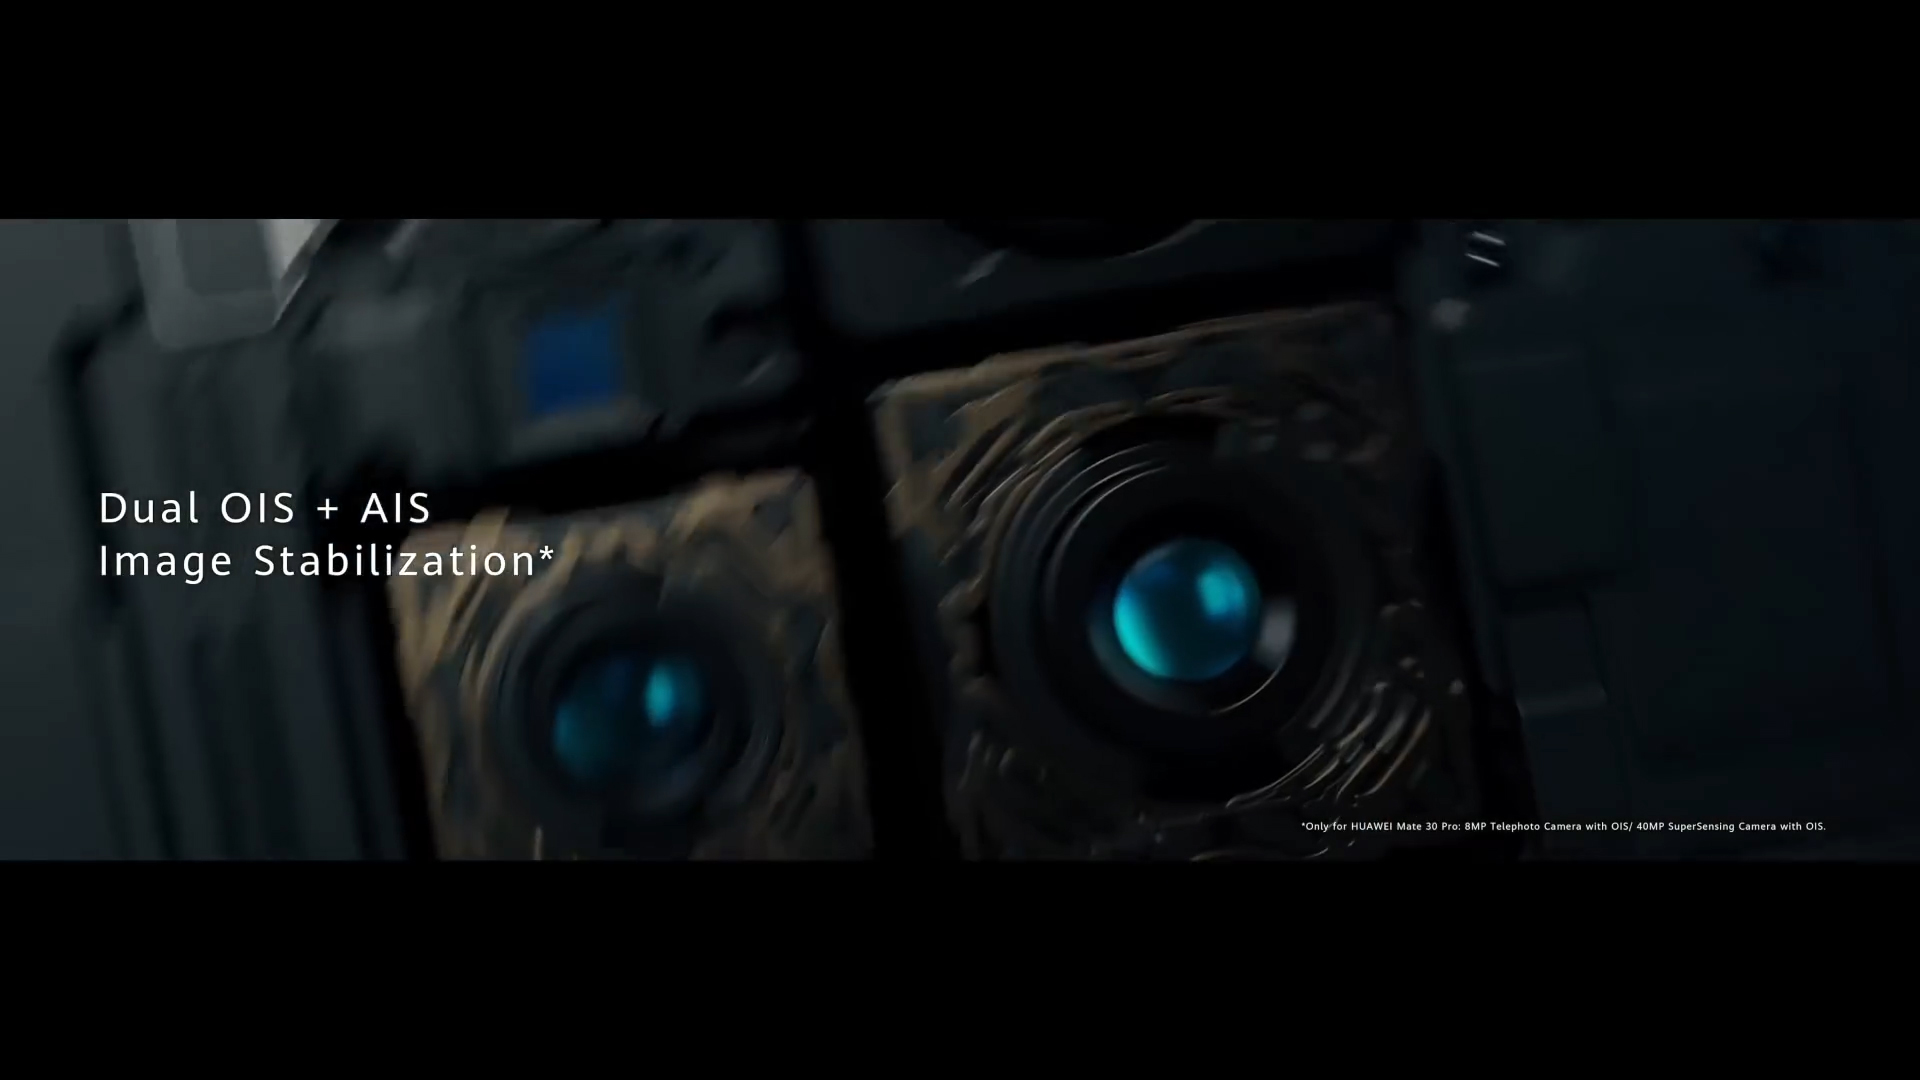 Dual OIS + AIS
Image Stabilization*
*Only for HUAWEI Mate 30 Pro: 8MP Telephoto Camera with OIS/ 40MP SuperSensing Camera with OIS.